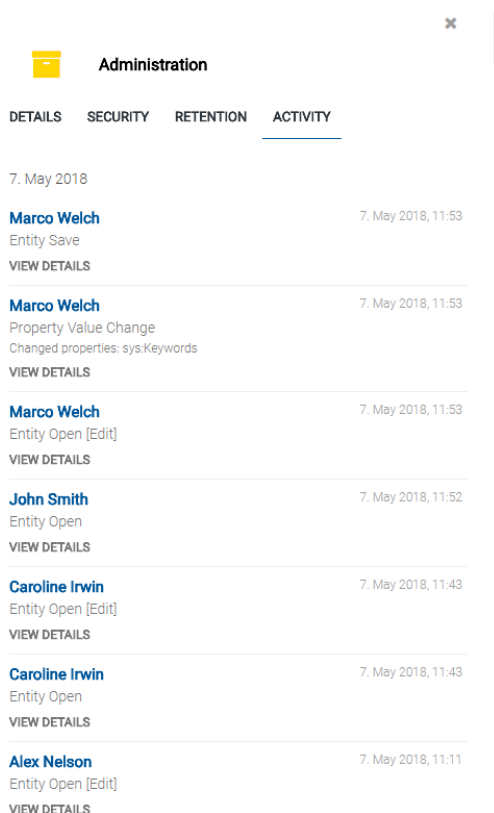 Administration
DETAILS SECURITY RETENTION ACTIVITY
7. May 2018
Marco Welch 7. May 2018, 11:53
Entity Save
VIEW DETAILS
Marco Welch 7. May 2018, 11:53
Property Value Change
Changed properties: sys:Keywords
VIEW DETAILS
Marco Welch 7. May 2018, 11:53
Entity Open [Edit]
VIEW DETAILS
John Smith 7. May 2018, 11:52
Entity Open
VIEW DETAILS
Caroline Irwin 7. May 2018, 11:43
Entity Open [Edit]
VIEW DETAILS
Caroline Irwin 7. May 2018, 11:43
Entity Open
VIEW DETAILS
Alex Nelson 7. May 2018, 11:11
Entity Open [Edit]
VIEW DETAILS